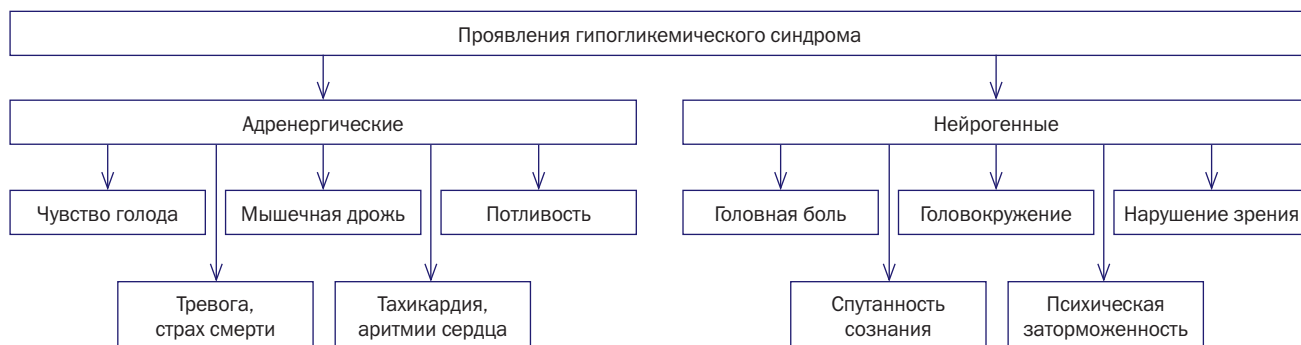 Проявления гипогликемического синдрома
Адренергические
Нейрогенные
Чувство голода
Мышечная дрожь
Потливость
Головная боль
Головокружение
Нарушение зрения
Тревога,
страх смерти
Тахикардия,
аритмии сердца
Спутанность
сознания
Психическая
заторможенность